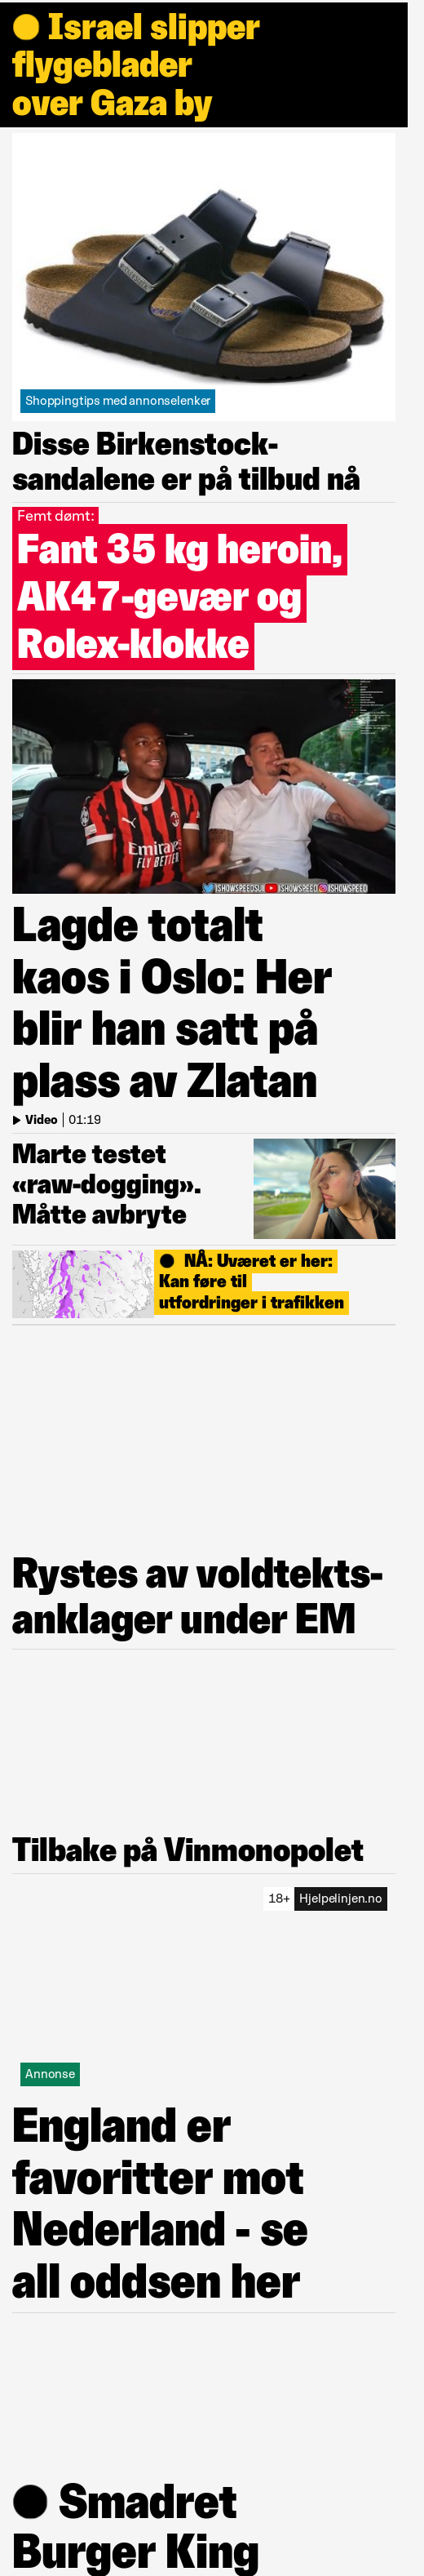 Israel slipper
flygeblader
over Gaza by
BIRKENSTOCK
Shoppingtips med annonselenker
Disse Birkenstock-
sandalene er på tilbud nå
Femt dømt:
Fant 35 kg heroin,
AK47-gevær og
Rolex-klokke
Emirates
FLY BETTER
ISHOWSPEEDSUI ISHOWSPEED ISHOWSPEED
Lagde totalt
kaos i Oslo: Her
blir han satt på
plass av Zlatan
Video | 01:19
Marte testet
«raw-dogging».
Måtte avbryte
NÅ: Uværet er her:
Kan føre til
utfordringer i trafikken
Rystes av voldtekts-
anklager under EM
Tilbake på Vinmonopolet
18+ Hjelpelinjen.no
Annonse
England er
favoritter mot
Nederland - se
all oddsen her
Smadret
Burger King